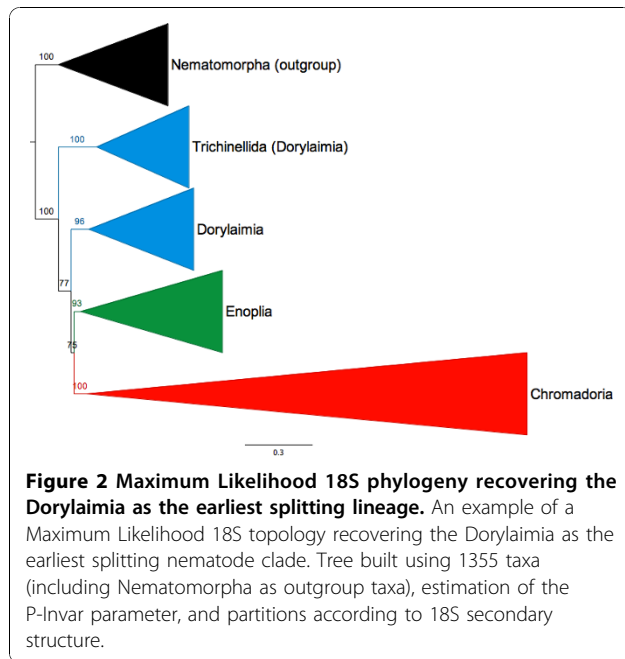 100
Nematomorpha (outgroup)
100
Trichinellida (Dorylaimia)
100
96
Dorylaimia
77
93
Enoplia
75
100
Chromadoria
0.3
Figure 2 Maximum Likelihood 18S phylogeny recovering the
Dorylaimia as the earliest splitting lineage. An example of a
Maximum Likelihood 18S topology recovering the Dorylaimia as the
earliest splitting nematode clade. Tree built using 1355 taxa
(including Nematomorpha as outgroup taxa), estimation of the
P-Invar parameter, and partitions according to 18S secondary
structure.